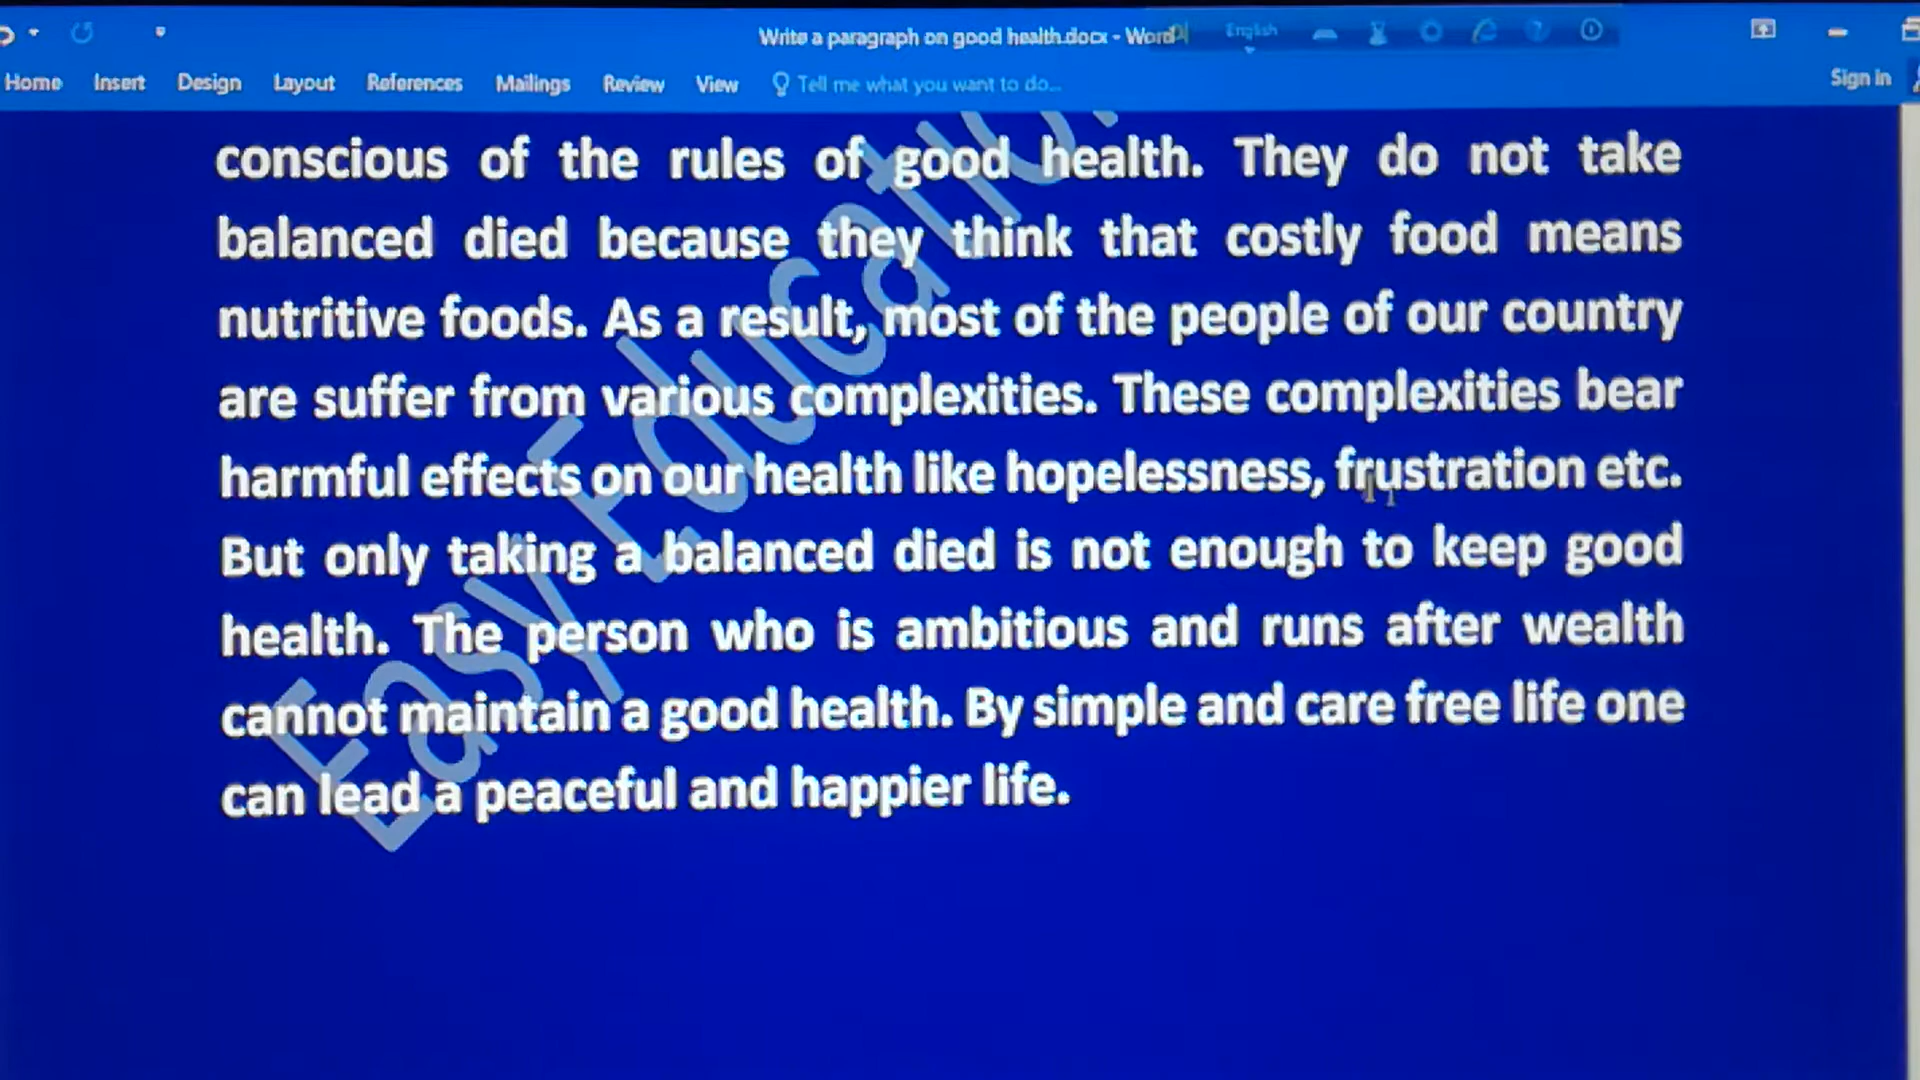 Write a paragraph on good health.docx - Word
English
Home Insert Design Layout References Mailings Review View Tell me what you want to do...
Sign in
conscious of the rules of good health. They do not take
balanced died because they think that costly food means
nutritive foods. As a result, most of the people of our country
are suffer from various complexities. These complexities bear
harmful effects on our health like hopelessness, frustration etc.
But only taking a balanced died is not enough to keep good
health. The person who is ambitious and runs after wealth
cannot maintain a good health. By simple and care free life one
can lead a peaceful and happier life.
Easy Education